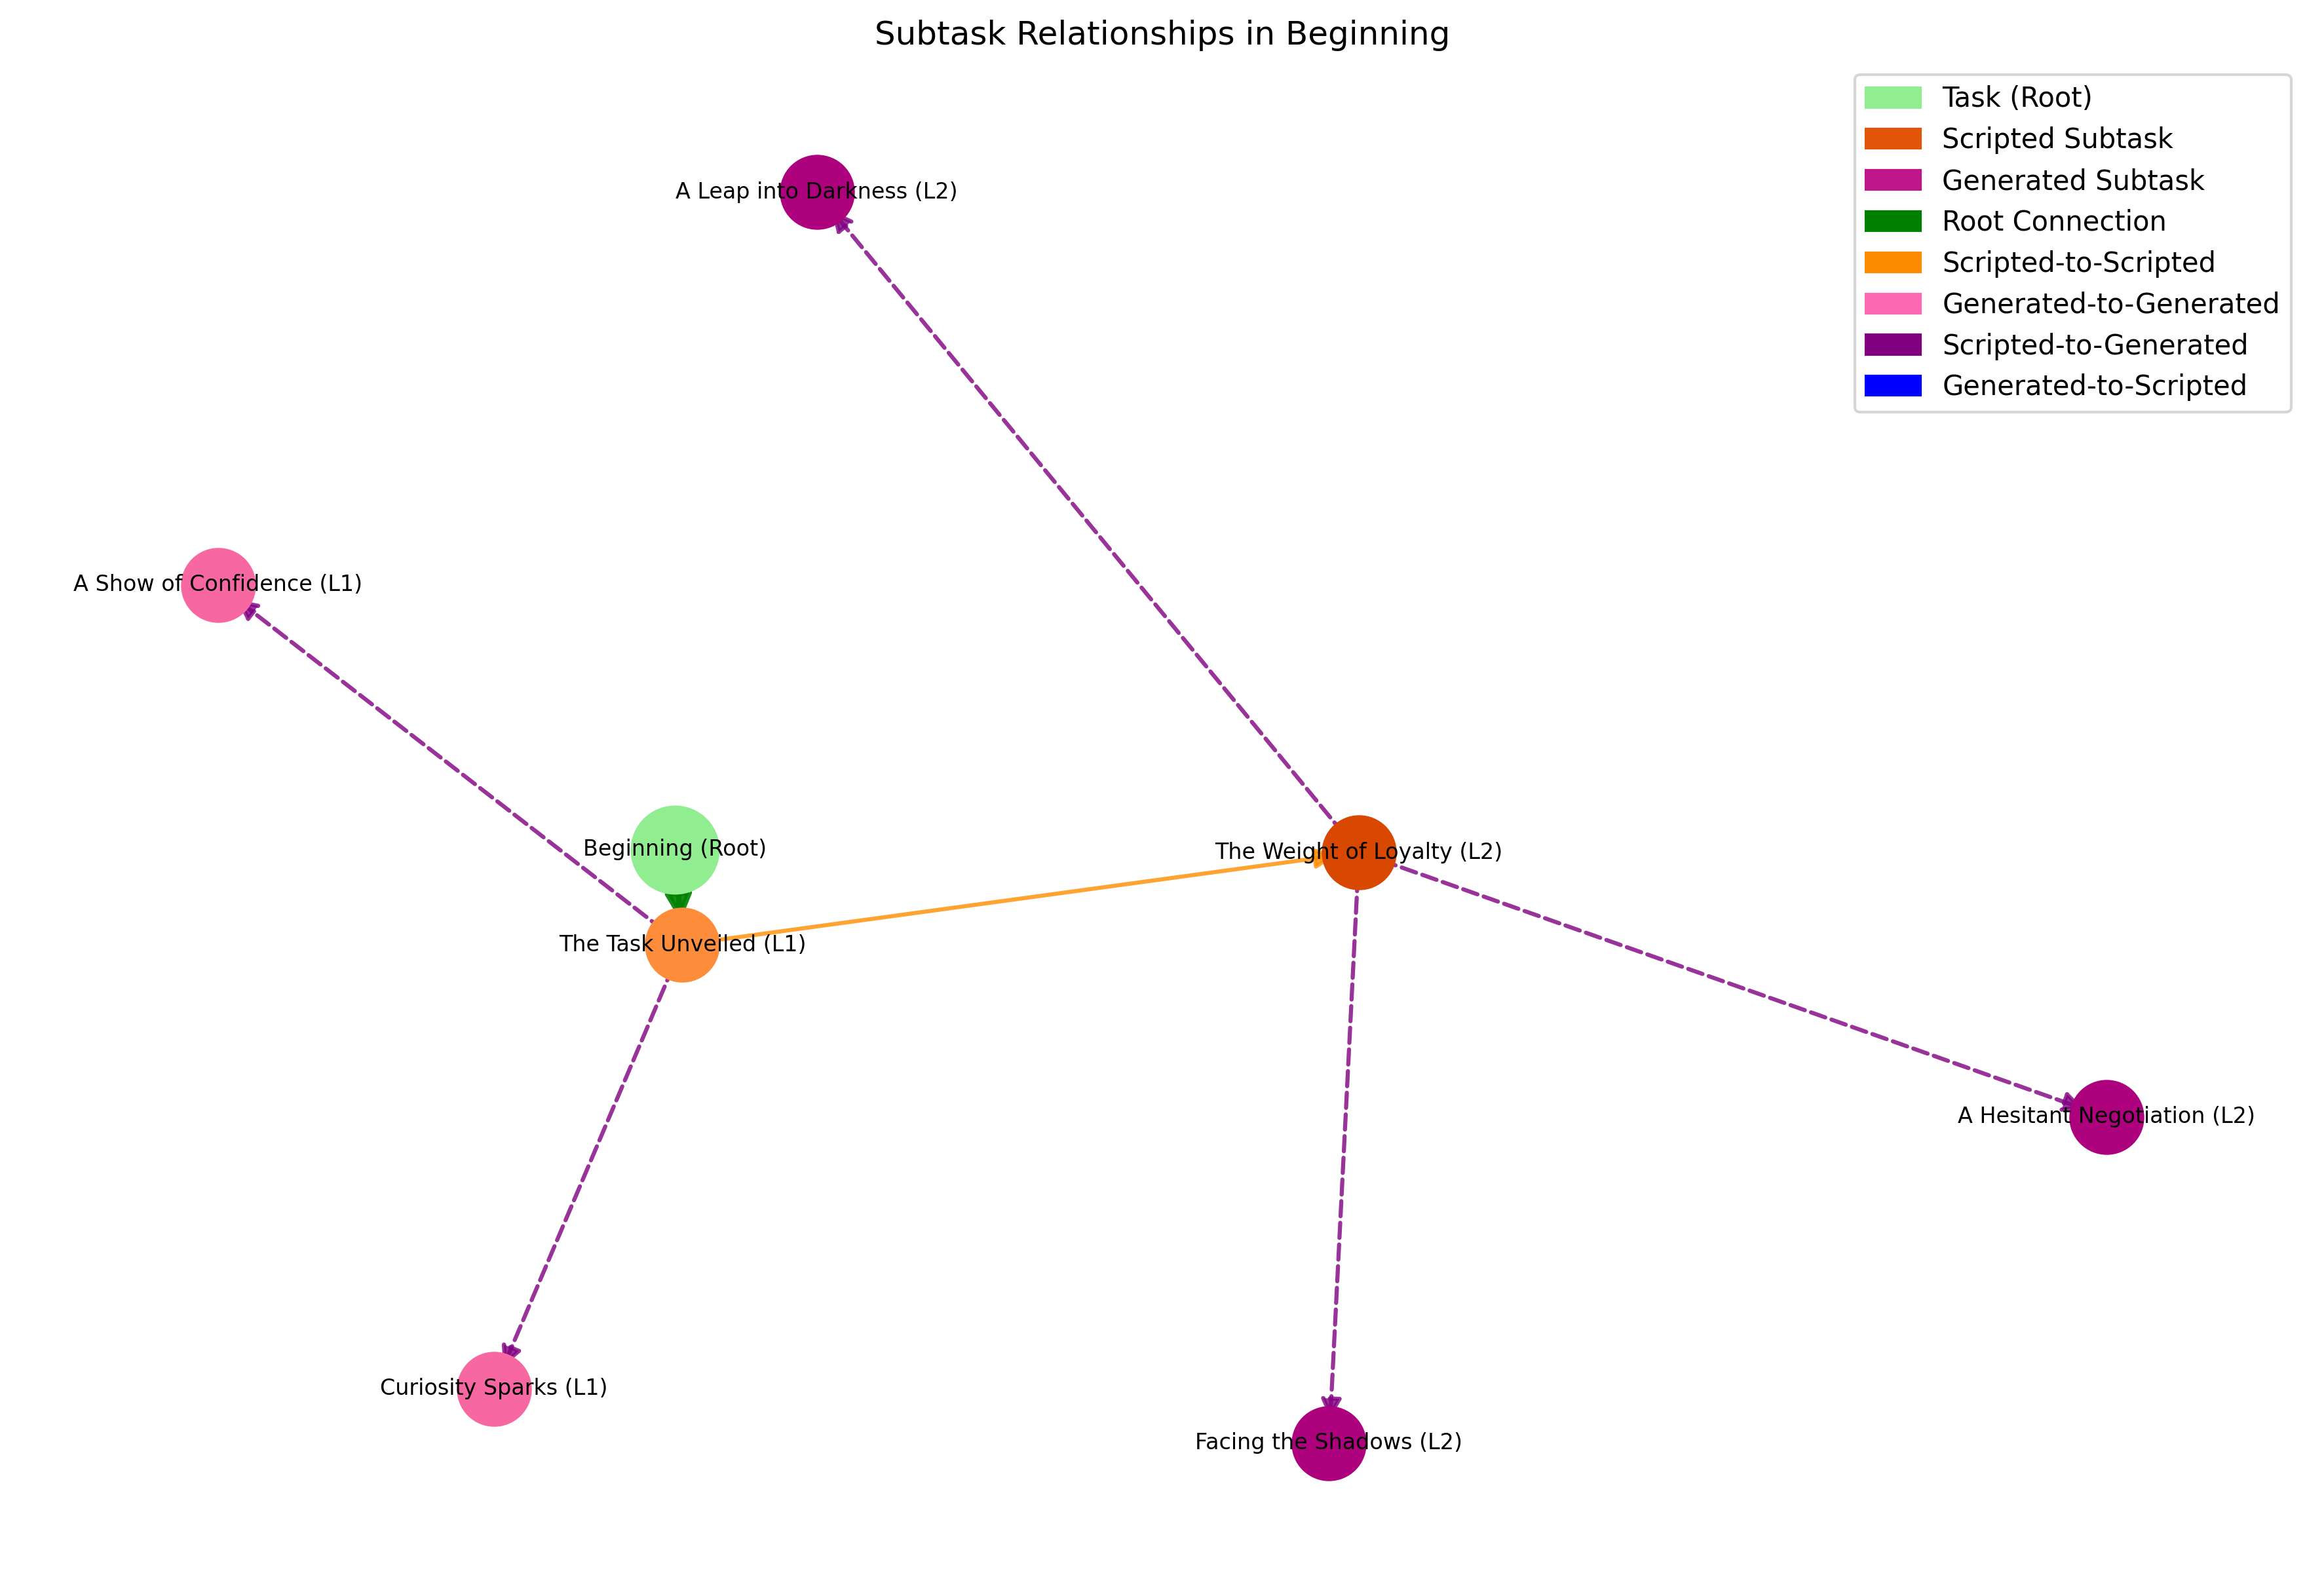 Subtask Relationships in Beginning
Task (Root)
Scripted Subtask
Generated Subtask
Root Connection
Scripted-to-Scripted
Generated-to-Generated
Scripted-to-Generated
Generated-to-Scripted
A Leap into Darkness (L2)
A Show of Confidence (L1)
Beginning (Root)
The Weight of Loyalty (L2)
The Task Unveiled (L1)
A Hesitant Negotiation (L2)
Curiosity Sparks (L1)
Facing the Shadows (L2)